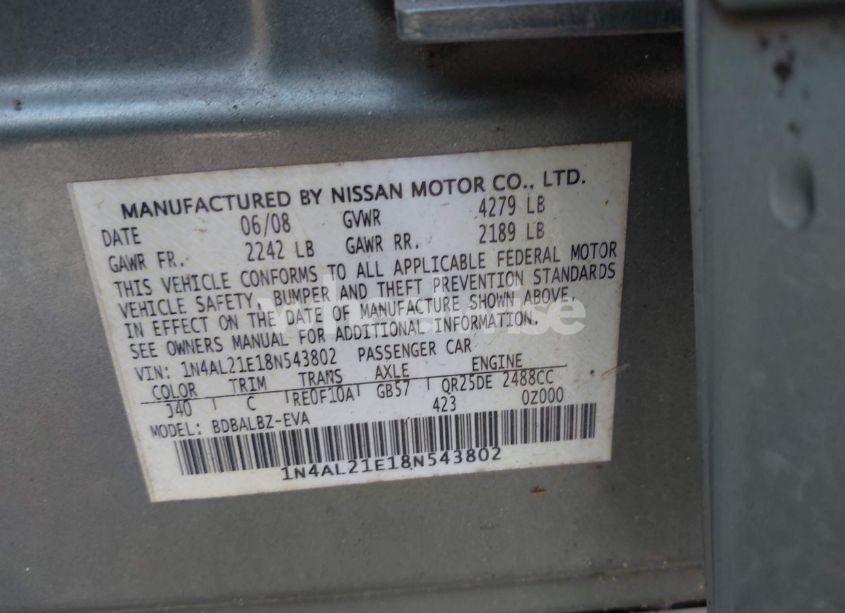 MANUFACTURED BY NISSAN MOTOR CO., LTD.
DATE 06/08 GVWR 4279 LB
GAWR FR. 2242 LB GAWR RR. 2189 LB
THIS VEHICLE CONFORMS TO ALL APPLICABLE FEDERAL MOTOR
VEHICLE SAFETY, BUMPER AND THEFT PREVENTION STANDARDS
IN EFFECT ON THE DATE OF MANUFACTURE SHOWN ABOVE.
SEE OWNERS MANUAL FOR ADDITIONAL INFORMATION.
VIN: 1N4AL21E18N543802 PASSENGER CAR
COLOR TRIM TRANS AXLE ENGINE
J40 C RE0F10A GB57 QR25DE 2488CC
MODEL: BDBALBZ-EVA 423 0Z000
1N4AL21E18N543802